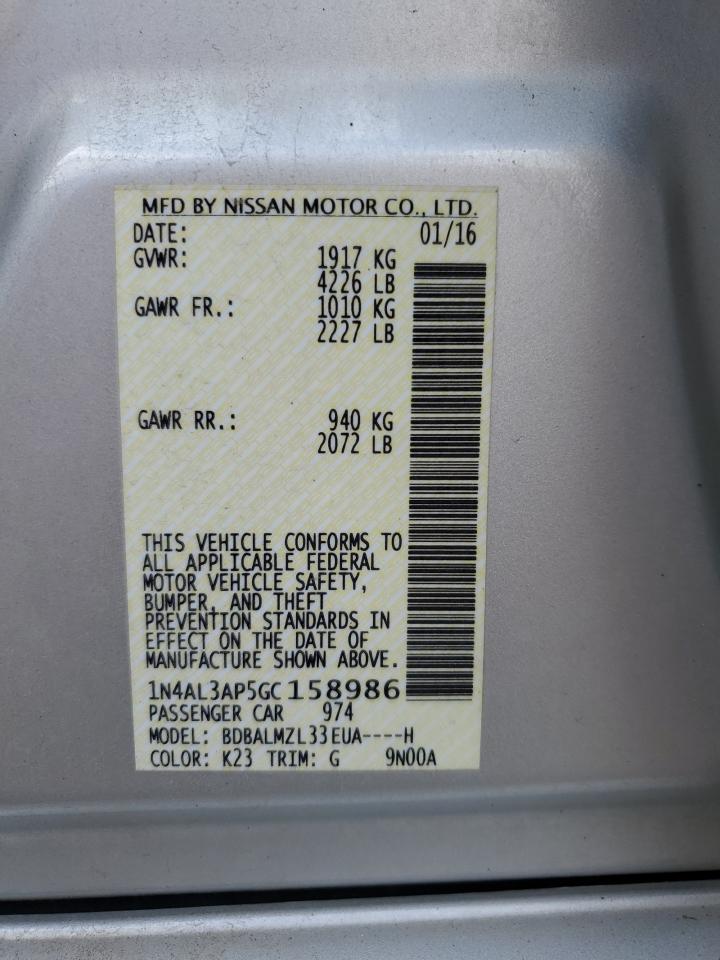 MFD BY NISSAN MOTOR CO., LTD.
DATE: 01/16
GVWR: 1917 KG
4226 LB
GAWR FR.: 1010 KG
2227 LB
GAWR RR.: 940 KG
2072 LB
THIS VEHICLE CONFORMS TO
ALL APPLICABLE FEDERAL
MOTOR VEHICLE SAFETY,
BUMPER, AND THEFT
PREVENTION STANDARDS IN
EFFECT ON THE DATE OF
MANUFACTURE SHOWN ABOVE.
1N4AL3AP5GC158986
PASSENGER CAR 974
MODEL: BDBALMZL33EUA----H
COLOR: K23 TRIM: G 9N00A